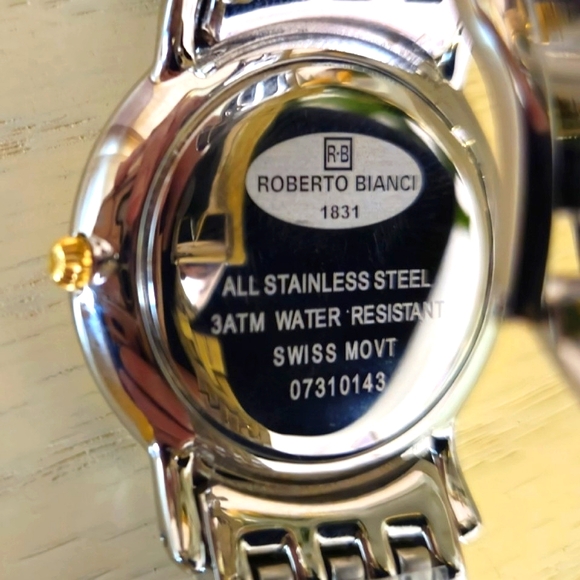 R·B
ROBERTO BIANCI
1831
ALL STAINLESS STEEL
3ATM WATER RESISTANT
SWISS MOVT
07310143